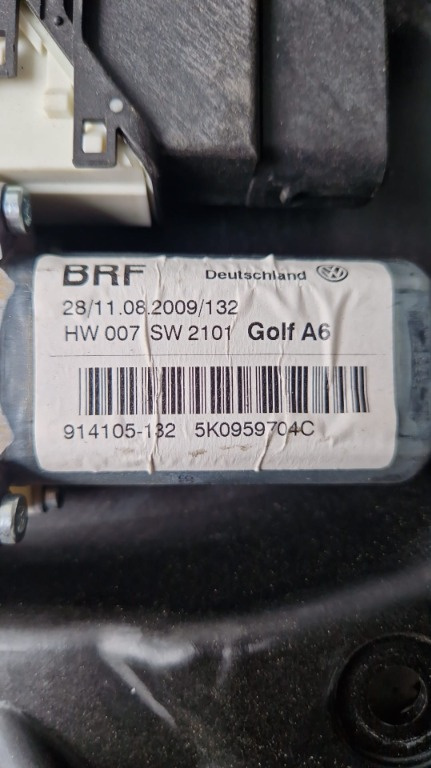 BRF Deutschland
28/11.08.2009/132
HW 007 SW 2101 Golf A6
914105-132 5K0959704C